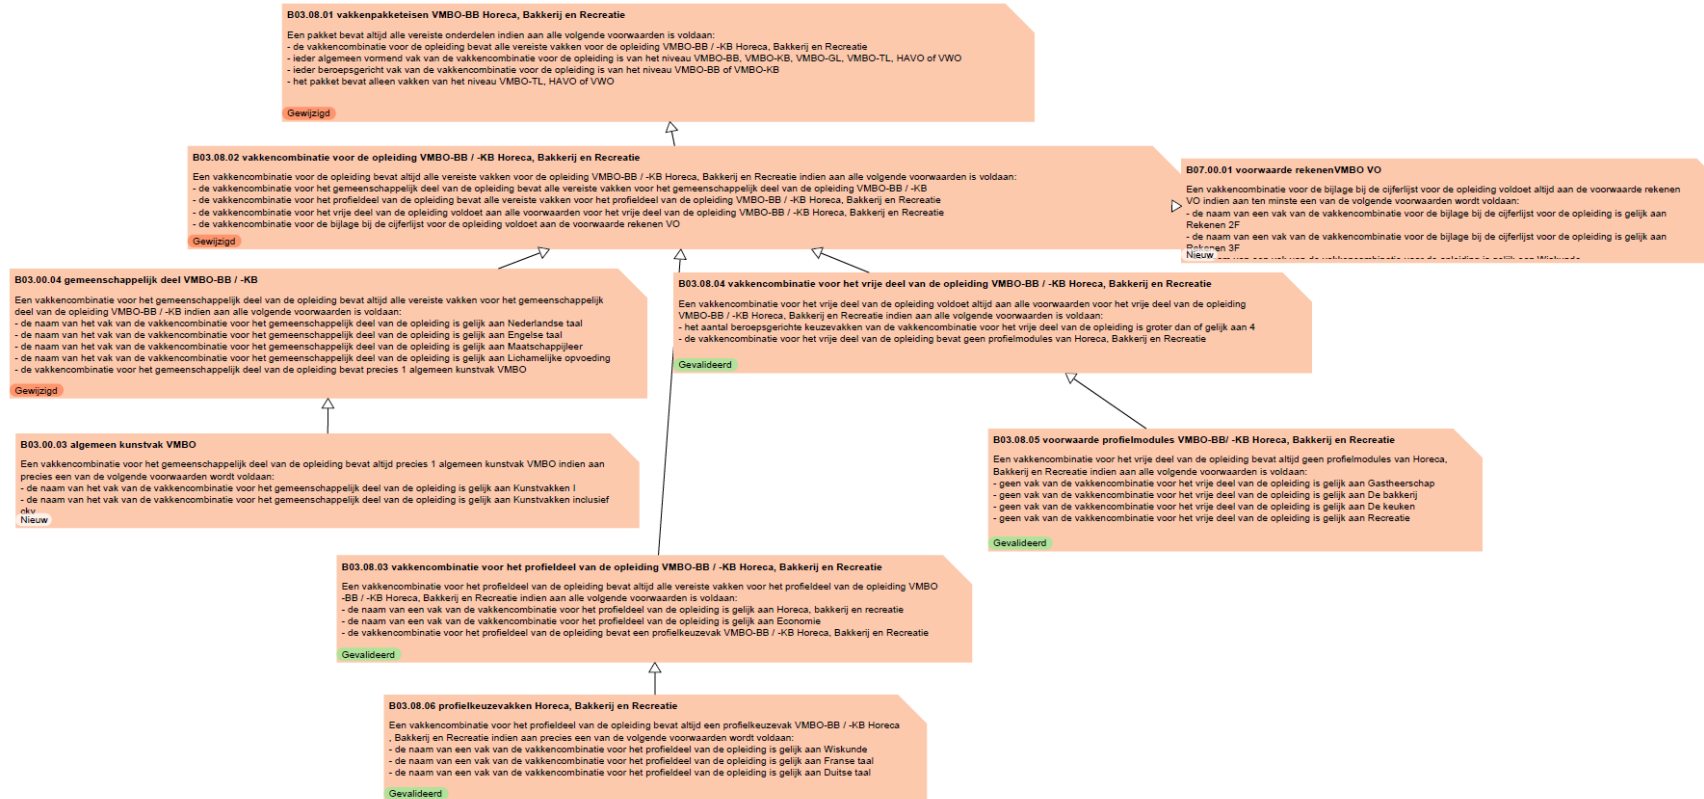 B03.08.01 vakkenpakketeisen VMBO-BB Horeca, Bakkerij en Recreatie
Een pakket bevat altijd alle vereiste onderdelen indien aan alle volgende voorwaarden is voldaan:
- de vakkencombinatie voor de opleiding bevat alle vereiste vakken voor de opleiding VMBO-BB / -KB Horeca, Bakkerij en Recreatie
- ieder algemeen vormend vak van de vakkencombinatie voor de opleiding is van het niveau VMBO-BB, VMBO-KB, VMBO-GL, VMBO-TL, HAVO of VWO
- ieder beroepsgericht vak van de vakkencombinatie voor de opleiding is van het niveau VMBO-BB of VMBO-KB
- het pakket bevat alleen vakken van het niveau VMBO-TL, HAVO of VWO
Gewijzigd
B03.08.02 vakkencombinatie voor de opleiding VMBO-BB / -KB Horeca, Bakkerij en Recreatie
Een vakkencombinatie voor de opleiding bevat altijd alle vereiste vakken voor de opleiding VMBO-BB / -KB Horeca, Bakkerij en Recreatie indien aan alle volgende voorwaarden is voldaan:
- de vakkencombinatie voor het gemeenschappelijk deel van de opleiding bevat alle vereiste vakken voor het gemeenschappelijk deel van de opleiding VMBO-BB / -KB
- de vakkencombinatie voor het profieldeel van de opleiding bevat alle vereiste vakken voor het profieldeel van de opleiding VMBO-BB / -KB Horeca, Bakkerij en Recreatie
- de vakkencombinatie voor het vrije deel van de opleiding voldoet aan alle voorwaarden voor het vrije deel van de opleiding VMBO-BB / -KB Horeca, Bakkerij en Recreatie
- de vakkencombinatie voor de bijlage bij de cijferlijst voor de opleiding voldoet aan de voorwaarde rekenen VO
Gewijzigd
B07.00.01 voorwaarde rekenenVMBO VO
Een vakkencombinatie voor de bijlage bij de cijferlijst voor de opleiding voldoet altijd aan de voorwaarde rekenen
VO indien aan ten minste een van de volgende voorwaarden wordt voldaan:
- de naam van een vak van de vakkencombinatie voor de bijlage bij de cijferlijst voor de opleiding is gelijk aan
Rekenen 2F
- de naam van een vak van de vakkencombinatie voor de bijlage bij de cijferlijst voor de opleiding is gelijk aan
Rekenen 3F
Nieuw
B03.00.04 gemeenschappelijk deel VMBO-BB / -KB
Een vakkencombinatie voor het gemeenschappelijk deel van de opleiding bevat altijd alle vereiste vakken voor het gemeenschappelijk
deel van de opleiding VMBO-BB / -KB indien aan alle volgende voorwaarden is voldaan:
- de naam van het vak van de vakkencombinatie voor het gemeenschappelijk deel van de opleiding is gelijk aan Nederlandse taal
- de naam van het vak van de vakkencombinatie voor het gemeenschappelijk deel van de opleiding is gelijk aan Engelse taal
- de naam van het vak van de vakkencombinatie voor het gemeenschappelijk deel van de opleiding is gelijk aan Maatschappijleer
- de naam van het vak van de vakkencombinatie voor het gemeenschappelijk deel van de opleiding is gelijk aan Lichamelijke opvoeding
- de vakkencombinatie voor het gemeenschappelijk deel van de opleiding bevat precies 1 algemeen kunstvak VMBO
Gewijzigd
B03.08.04 vakkencombinatie voor het vrije deel van de opleiding VMBO-BB / -KB Horeca, Bakkerij en Recreatie
Een vakkencombinatie voor het vrije deel van de opleiding voldoet altijd aan alle voorwaarden voor het vrije deel van de opleiding
VMBO-BB / -KB Horeca, Bakkerij en Recreatie indien aan alle volgende voorwaarden is voldaan:
- het aantal beroepsgerichte keuzevakken van de vakkencombinatie voor het vrije deel van de opleiding is groter dan of gelijk aan 4
- de vakkencombinatie voor het vrije deel van de opleiding bevat geen profielmodules van Horeca, Bakkerij en Recreatie
Gevalideerd
B03.00.03 algemeen kunstvak VMBO
Een vakkencombinatie voor het gemeenschappelijk deel van de opleiding bevat altijd precies 1 algemeen kunstvak VMBO indien aan
precies een van de volgende voorwaarden wordt voldaan:
- de naam van het vak van de vakkencombinatie voor het gemeenschappelijk deel van de opleiding is gelijk aan Kunstvakken I
- de naam van het vak van de vakkencombinatie voor het gemeenschappelijk deel van de opleiding is gelijk aan Kunstvakken inclusief
ckv
Nieuw
B03.08.05 voorwaarde profielmodules VMBO-BB/ -KB Horeca, Bakkerij en Recreatie
Een vakkencombinatie voor het vrije deel van de opleiding bevat altijd geen profielmodules van Horeca,
Bakkerij en Recreatie indien aan alle volgende voorwaarden is voldaan:
- geen vak van de vakkencombinatie voor het vrije deel van de opleiding is gelijk aan Gastheerschap
- geen vak van de vakkencombinatie voor het vrije deel van de opleiding is gelijk aan De bakkerij
- geen vak van de vakkencombinatie voor het vrije deel van de opleiding is gelijk aan De keuken
- geen vak van de vakkencombinatie voor het vrije deel van de opleiding is gelijk aan Recreatie
Gevalideerd
B03.08.03 vakkencombinatie voor het profieldeel van de opleiding VMBO-BB / -KB Horeca, Bakkerij en Recreatie
Een vakkencombinatie voor het profieldeel van de opleiding bevat altijd alle vereiste vakken voor het profieldeel van de opleiding VMBO
-BB / -KB Horeca, Bakkerij en Recreatie indien aan alle volgende voorwaarden is voldaan:
- de naam van een vak van de vakkencombinatie voor het profieldeel van de opleiding is gelijk aan Horeca, bakkerij en recreatie
- de naam van een vak van de vakkencombinatie voor het profieldeel van de opleiding is gelijk aan Economie
- de vakkencombinatie voor het profieldeel van de opleiding bevat een profielkeuzevak VMBO-BB / -KB Horeca, Bakkerij en Recreatie
Gevalideerd
B03.08.06 profielkeuzevakken Horeca, Bakkerij en Recreatie
Een vakkencombinatie voor het profieldeel van de opleiding bevat altijd een profielkeuzevak VMBO-BB / -KB Horeca
, Bakkerij en Recreatie indien aan precies een van de volgende voorwaarden wordt voldaan:
- de naam van een vak van de vakkencombinatie voor het profieldeel van de opleiding is gelijk aan Wiskunde
- de naam van een vak van de vakkencombinatie voor het profieldeel van de opleiding is gelijk aan Franse taal
- de naam van een vak van de vakkencombinatie voor het profieldeel van de opleiding is gelijk aan Duitse taal
Gevalideerd